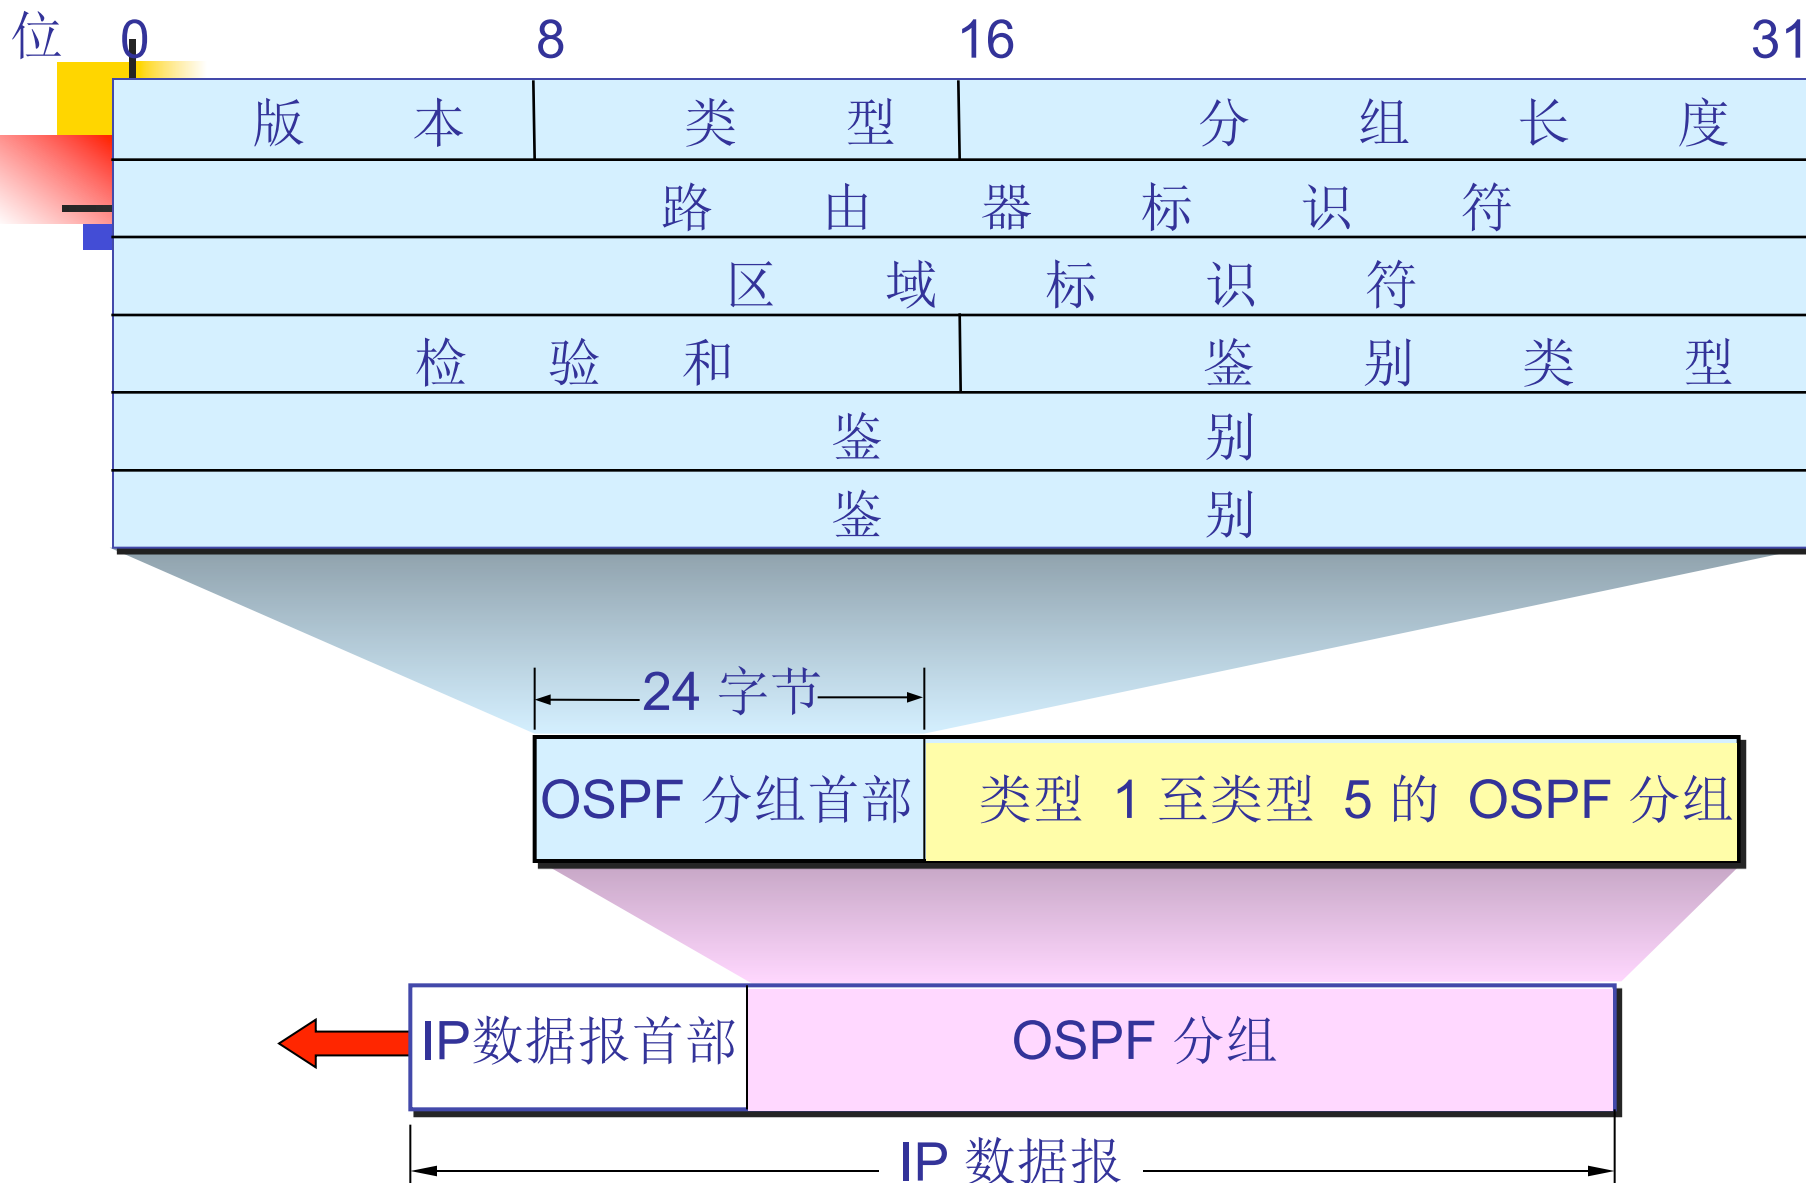 位 0 8 16 31
版本 类型 分组长度
路由器标识符
区域标识符
检验和 鉴别类型
鉴别
鉴别
24 字节
OSPF 分组首部 类型 1 至类型 5 的 OSPF 分组
IP数据报首部 OSPF 分组
IP 数据报